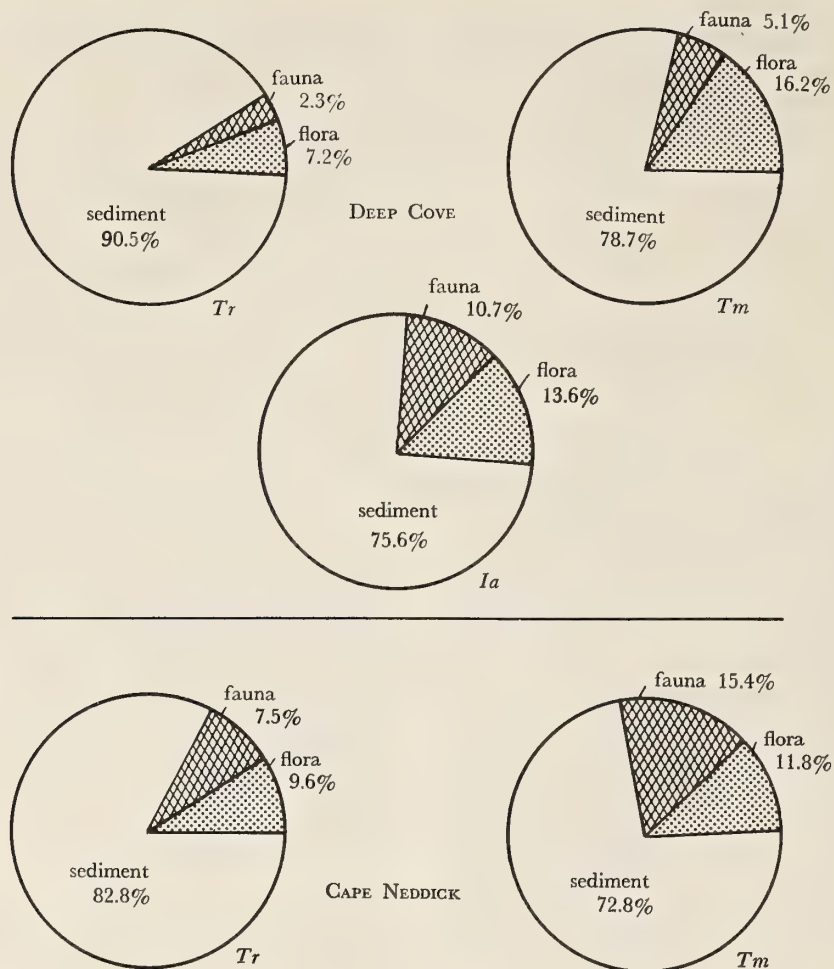 fauna
2.3%
flora
7.2%
sediment
90.5%
Tr
DEEP COVE
fauna 5.1%
flora
16.2%
sediment
78.7%
Tm
fauna
10.7%
flora
13.6%
sediment
75.6%
Ia
fauna
7.5%
flora
9.6%
sediment
82.8%
Tr
CAPE NEDDICK
fauna 15.4%
flora
11.8%
sediment
72.8%
Tm